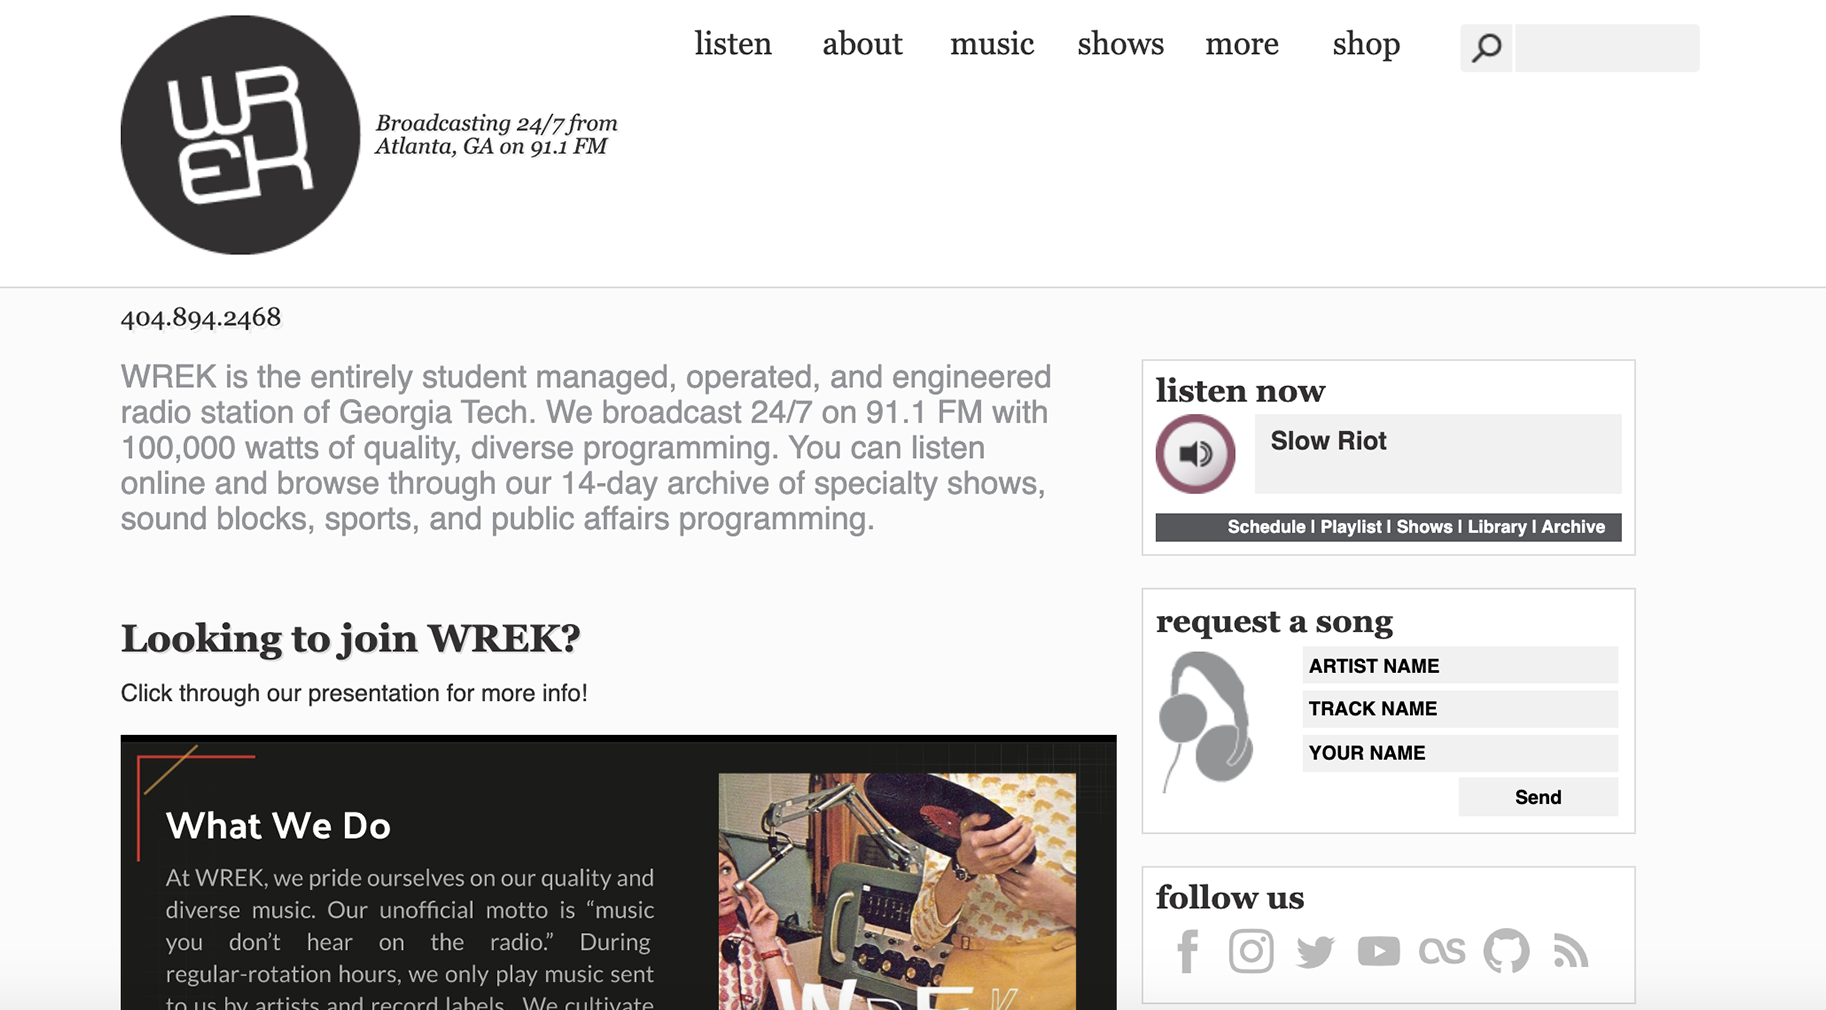 WREK
Broadcasting 24/7 from
Atlanta, GA on 91.1 FM
listen about music shows more shop
404.894.2468
WREK is the entirely student managed, operated, and engineered
radio station of Georgia Tech. We broadcast 24/7 on 91.1 FM with
100,000 watts of quality, diverse programming. You can listen
online and browse through our 14-day archive of specialty shows,
sound blocks, sports, and public affairs programming.
Looking to join WREK?
Click through our presentation for more info!
What We Do
At WREK, we pride ourselves on our quality and
diverse music. Our unofficial motto is “music
you don’t hear on the radio.” During
regular-rotation hours, we only play music sent
to us by artists and record labels. We cultivate
WREK
listen now
Slow Riot
Schedule | Playlist | Shows | Library | Archive
request a song
ARTIST NAME
TRACK NAME
YOUR NAME
Send
follow us